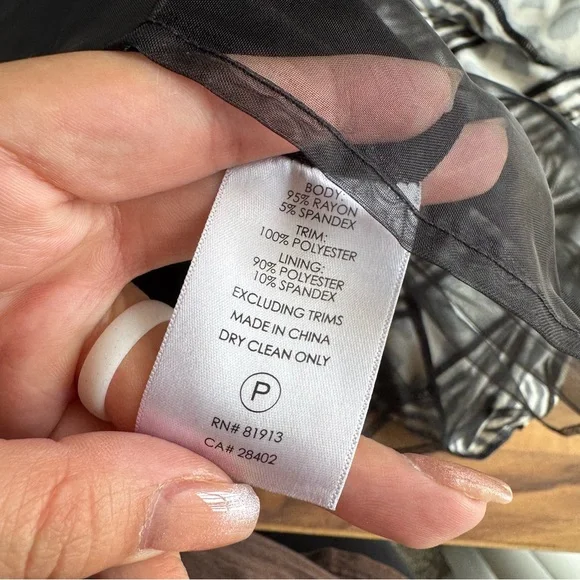 BODY:
95% RAYON
5% SPANDEX
TRIM:
100% POLYESTER
LINING:
90% POLYESTER
10% SPANDEX
EXCLUDING TRIMS
MADE IN CHINA
DRY CLEAN ONLY
P
RN# 81913
CA# 28402